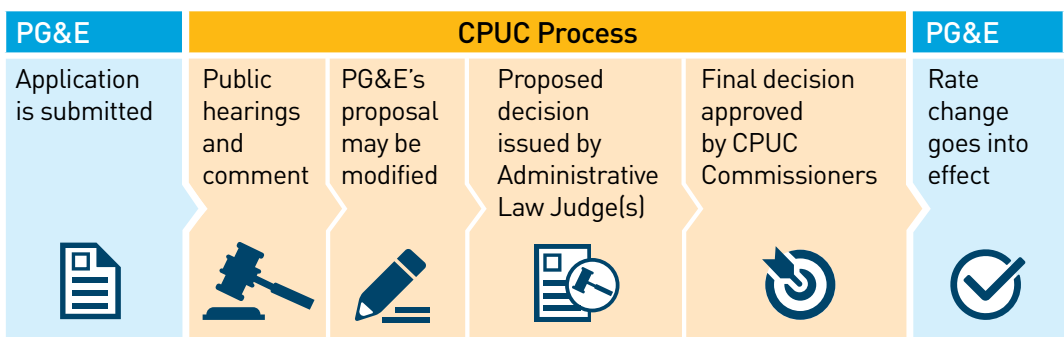 PG&E
CPUC Process
PG&E
Application
is submitted
Public
hearings
and
comment
PG&E's
proposal
may be
modified
Proposed
decision
issued by
Administrative
Law Judge(s)
Final decision
approved
by CPUC
Commissioners
Rate
change
goes into
effect